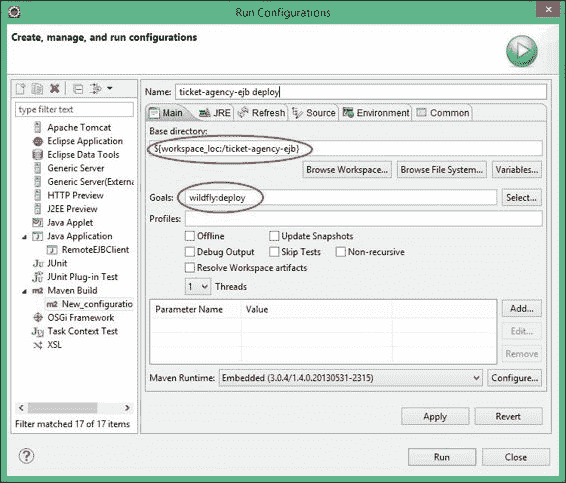 Run Configurations
Create, manage, and run configurations
type filter text
Apache Tomcat
Eclipse Application
Eclipse Data Tools
Generic Server
Generic Server(Externa
HTTP Preview
J2EE Preview
Java Applet
Java Application
RemoteEJBClient
JUnit
JUnit Plug-in Test
m2 Maven Build
m2 New_configuratio
OSGi Framework
Task Context Test
XSL
Filter matched 17 of 17 items
Name: ticket-agency-ejb deploy
Main JRE Refresh Source Environment Common
Base directory:
${workspace_loc:/ticket-agency-ejb}
Browse Workspace... Browse File System... Variables...
Goals: wildfly:deploy Select...
Profiles:
Offline Update Snapshots
Debug Output Skip Tests Non-recursive
Resolve Workspace artifacts
1 Threads
Parameter Name Value
Add...
Edit...
Remove
Maven Runtime: Embedded (3.0.4/1.4.0.20130531-2315) Configure...
Apply Revert
Run Close